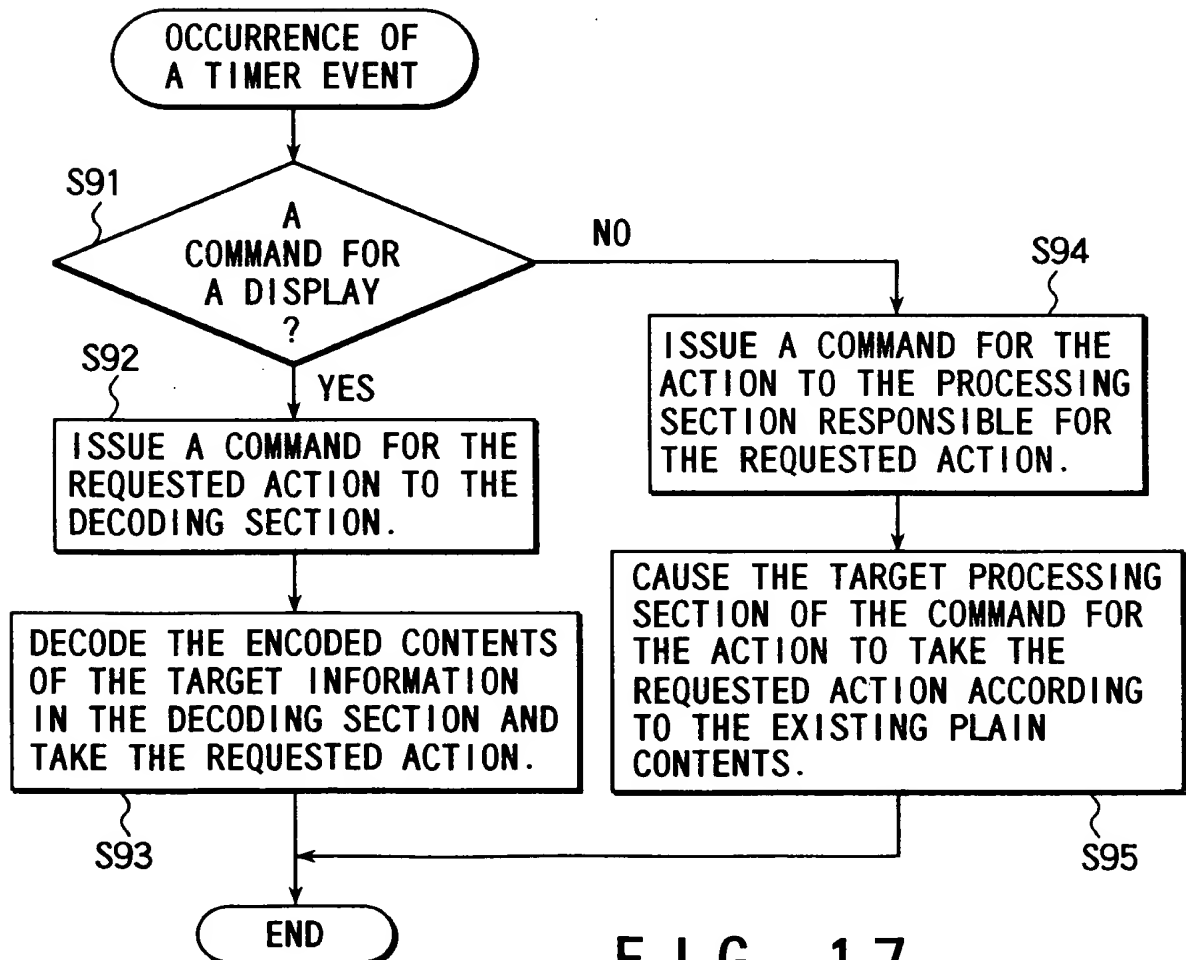 OCCURRENCE OF
A TIMER EVENT
S91
A
COMMAND FOR
A DISPLAY
?
NO
S94
ISSUE A COMMAND FOR THE
ACTION TO THE PROCESSING
SECTION RESPONSIBLE FOR
THE REQUESTED ACTION.
S92
YES
ISSUE A COMMAND FOR THE
REQUESTED ACTION TO THE
DECODING SECTION.
CAUSE THE TARGET PROCESSING
SECTION OF THE COMMAND FOR
THE ACTION TO TAKE THE
REQUESTED ACTION ACCORDING
TO THE EXISTING PLAIN
CONTENTS.
DECODE THE ENCODED CONTENTS
OF THE TARGET INFORMATION
IN THE DECODING SECTION AND
TAKE THE REQUESTED ACTION.
S93
S95
END
FIG. 17